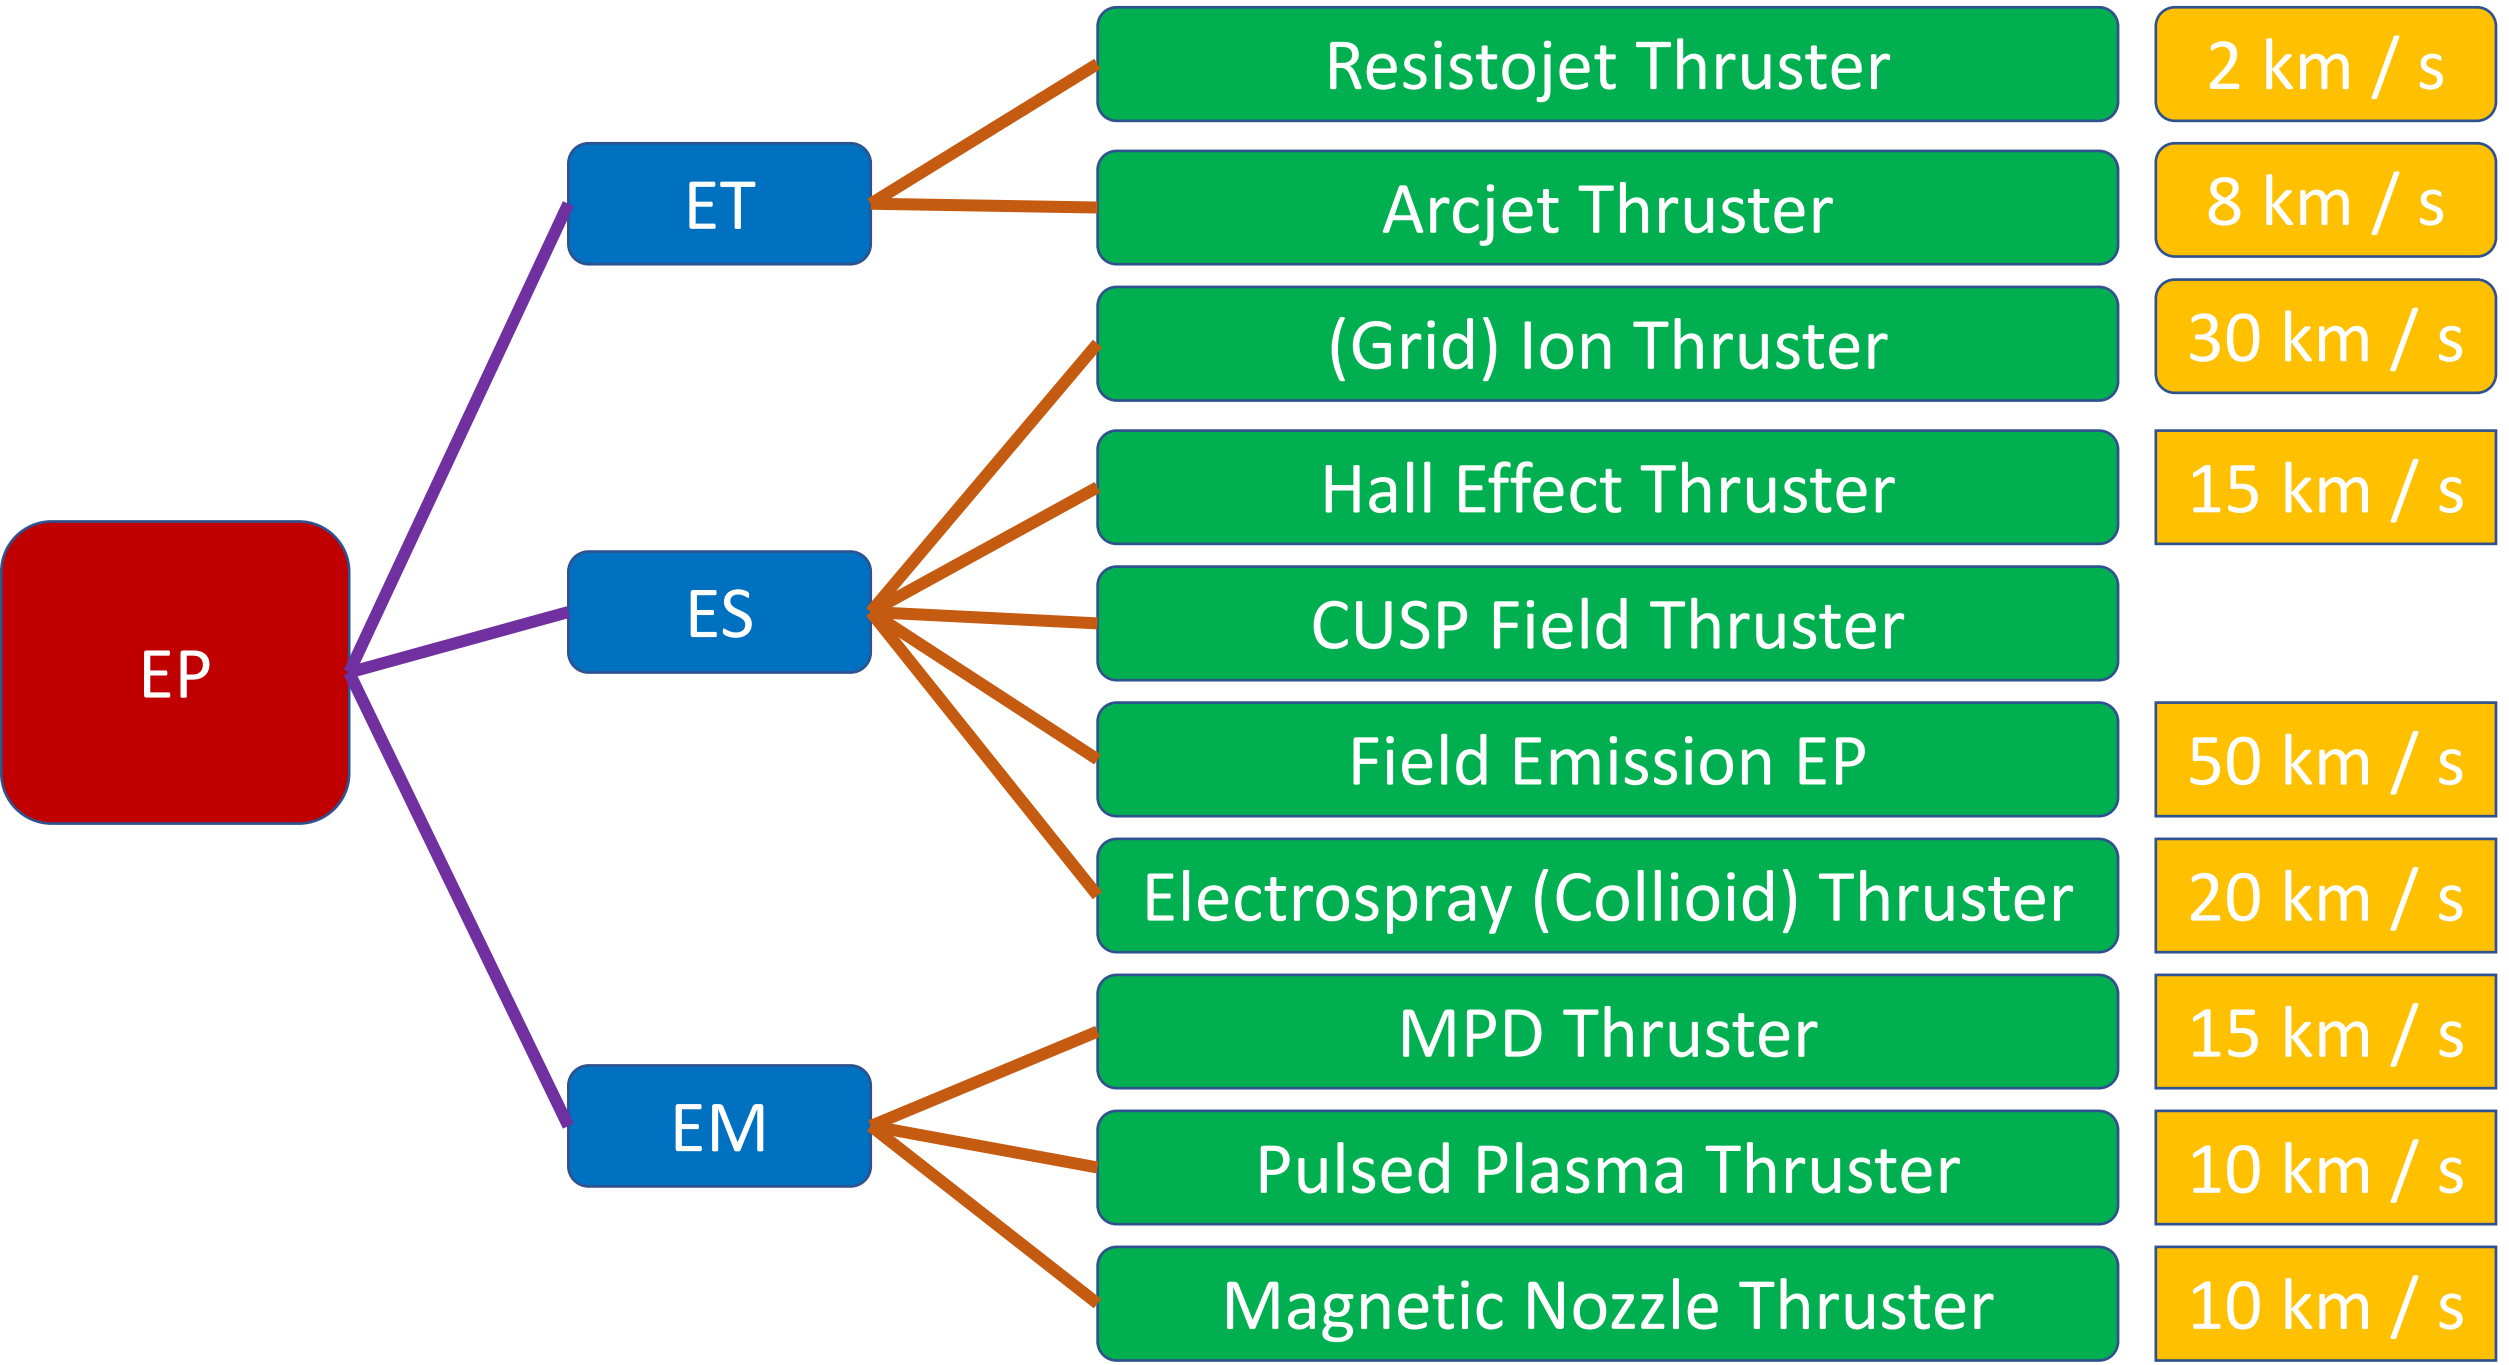 EP
ET
ES
EM
Resistojet Thruster
2 km / s
Arcjet Thruster
8 km / s
(Grid) Ion Thruster
30 km / s
Hall Effect Thruster
15 km / s
CUSP Field Thruster
Field Emission EP
50 km / s
Electrospray (Collioid) Thruster
20 km / s
MPD Thruster
15 km / s
Pulsed Plasma Thruster
10 km / s
Magnetic Nozzle Thruster
10 km / s